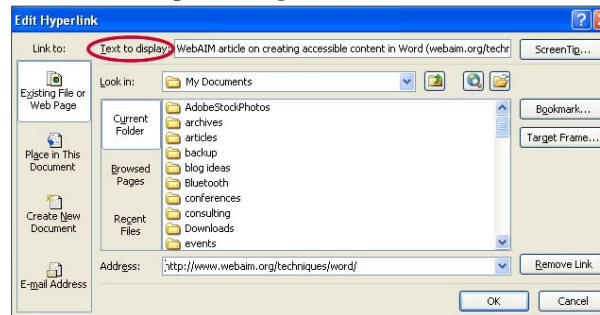 Edit Hyperlink
Link to:
Text to display: WebAIM article on creating accessible content in Word (webaim.org/techr
ScreenTip...
Existing File or
Web Page
Place in This
Document
Create New
Document
E-mail Address
Look in:
My Documents
Current
Folder
Browsed
Pages
Recent
Files
AdobeStockPhotos
archives
articles
backup
blog ideas
Bluetooth
conferences
consulting
Downloads
events
Bookmark...
Target Frame...
Address:
http://www.webaim.org/techniques/word/
Remove Link
OK
Cancel